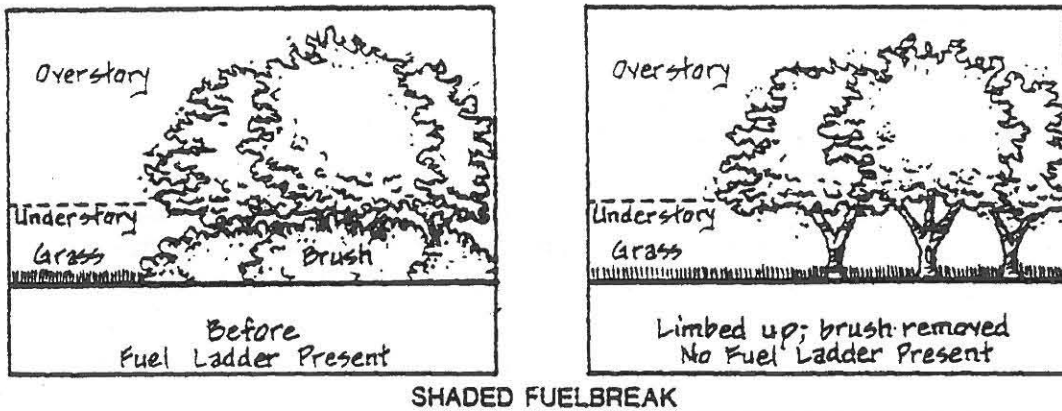 Overstory
Understory
Grass
Brush
Before
Fuel Ladder Present
Overstory
Understory
Grass
Limbed up; brush removed
No Fuel Ladder Present
SHADED FUELBREAK